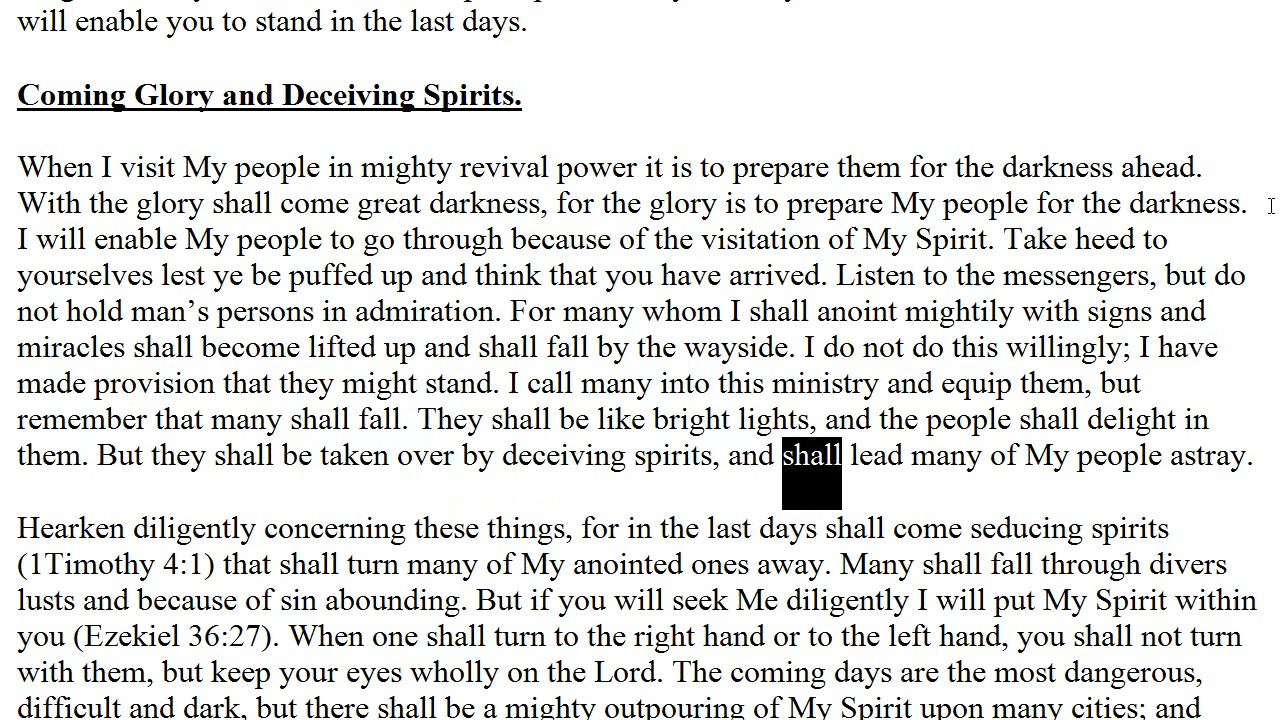 will enable you to stand in the last days.
Coming Glory and Deceiving Spirits.
When I visit My people in mighty revival power it is to prepare them for the darkness ahead.
With the glory shall come great darkness, for the glory is to prepare My people for the darkness.
I will enable My people to go through because of the visitation of My Spirit. Take heed to
yourselves lest ye be puffed up and think that you have arrived. Listen to the messengers, but do
not hold man’s persons in admiration. For many whom I shall anoint mightily with signs and
miracles shall become lifted up and shall fall by the wayside. I do not do this willingly; I have
made provision that they might stand. I call many into this ministry and equip them, but
remember that many shall fall. They shall be like bright lights, and the people shall delight in
them. But they shall be taken over by deceiving spirits, and shall lead many of My people astray.
Hearken diligently concerning these things, for in the last days shall come seducing spirits
(1Timothy 4:1) that shall turn many of My anointed ones away. Many shall fall through divers
lusts and because of sin abounding. But if you will seek Me diligently I will put My Spirit within
you (Ezekiel 36:27). When one shall turn to the right hand or to the left hand, you shall not turn
with them, but keep your eyes wholly on the Lord. The coming days are the most dangerous,
difficult and dark, but there shall be a mighty outpouring of My Spirit upon many cities; and